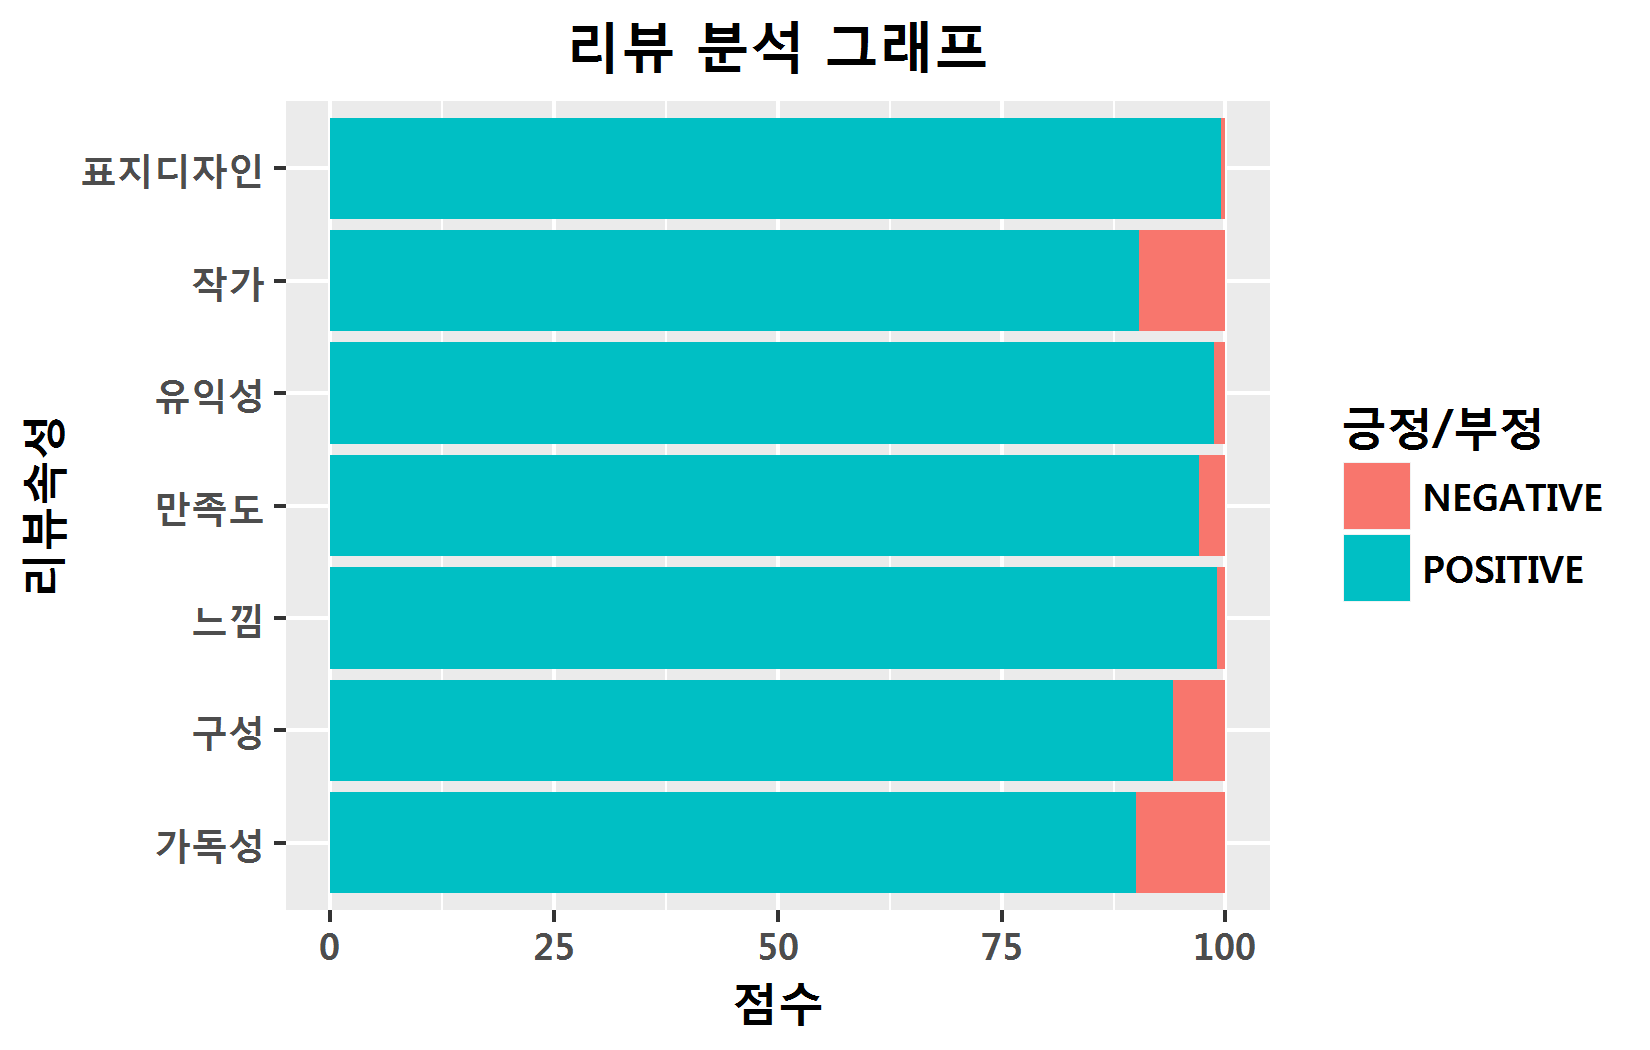 리뷰 분석 그래프
리뷰속성
표지디자인
작가
유익성
만족도
느낌
구성
가독성
0 25 50 75 100
점수
긍정/부정
NEGATIVE
POSITIVE